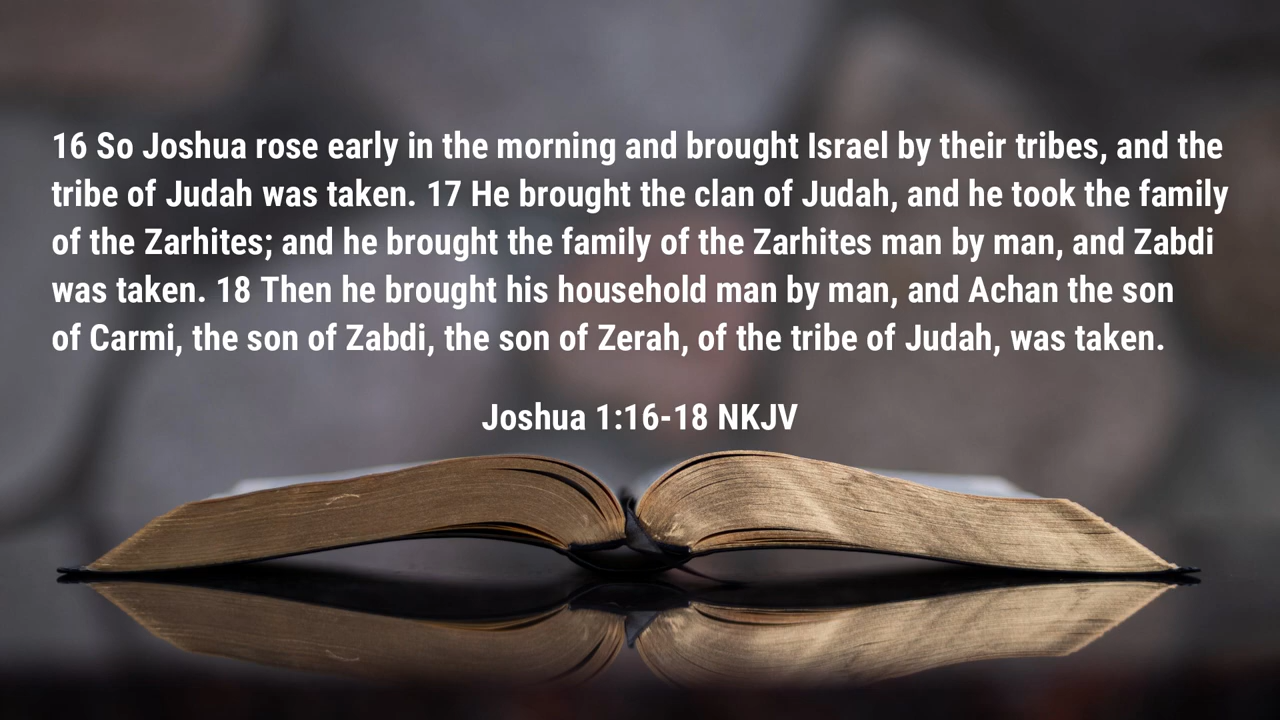 16 So Joshua rose early in the morning and brought Israel by their tribes, and the
tribe of Judah was taken. 17 He brought the clan of Judah, and he took the family
of the Zarhites; and he brought the family of the Zarhites man by man, and Zabdi
was taken. 18 Then he brought his household man by man, and Achan the son
of Carmi, the son of Zabdi, the son of Zerah, of the tribe of Judah, was taken.
Joshua 1:16-18 NKJV